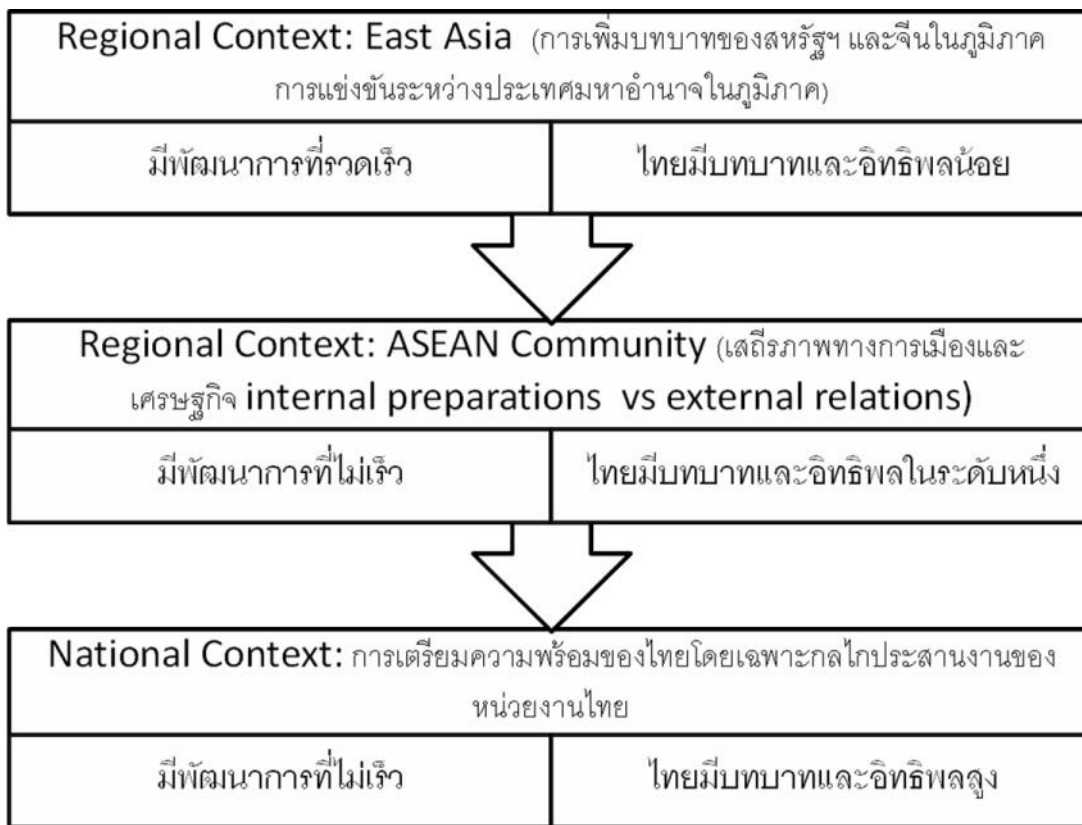 Regional Context: East Asia (การเพิ่มบทบาทของสหรัฐฯ และจีนในภูมิภาค
การแข่งขันระหว่างประเทศมหาอำนาจในภูมิภาค)
มีพัฒนาการที่รวดเร็ว
ไทยมีบทบาทและอิทธิพลน้อย
Regional Context: ASEAN Community (เสถียรภาพทางการเมืองและ
เศรษฐกิจ internal preparations vs external relations)
มีพัฒนาการที่ไม่เร็ว
ไทยมีบทบาทและอิทธิพลในระดับหนึ่ง
National Context: การเตรียมความพร้อมของไทยโดยเฉพาะกลไกประสานงานของ
หน่วยงานไทย
มีพัฒนาการที่ไม่เร็ว
ไทยมีบทบาทและอิทธิพลสูง